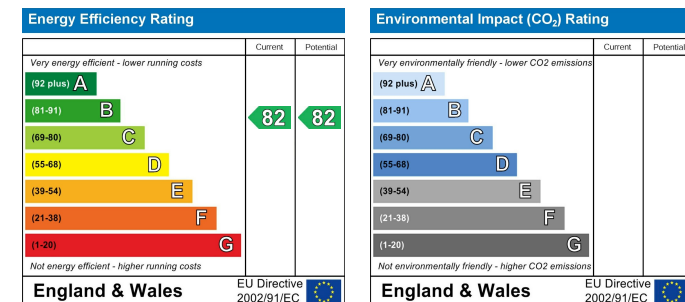 Energy Efficiency Rating
Current Potential
Very energy efficient - lower running costs
(92 plus) A
(81-91) B
82 82
(69-80) C
(55-68) D
(39-54) E
(21-38) F
(1-20) G
Not energy efficient - higher running costs
England & Wales
EU Directive
2002/91/EC
Environmental Impact (CO₂) Rating
Current Potential
Very environmentally friendly - lower CO2 emissions
(92 plus) A
(81-91) B
(69-80) C
(55-68) D
(39-54) E
(21-38) F
(1-20) G
Not environmentally friendly - higher CO2 emissions
England & Wales
EU Directive
2002/91/EC